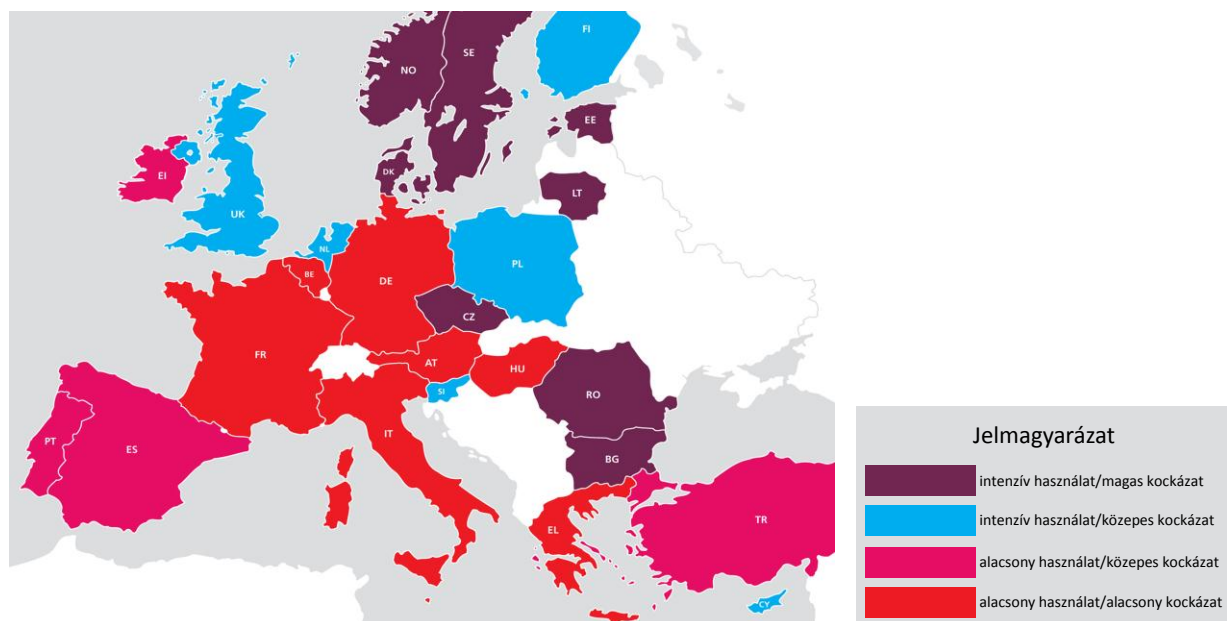 FI
SE
NO
EE
DK
LT
EI
UK
NL
PL
BE
DE
CZ
FR
AT
HU
SI
RO
IT
PT
ES
BG
TR
EL
CY
Jelmagyarázat
intenzív használat/magas kockázat
intenzív használat/közepes kockázat
alacsony használat/közepes kockázat
alacsony használat/alacsony kockázat